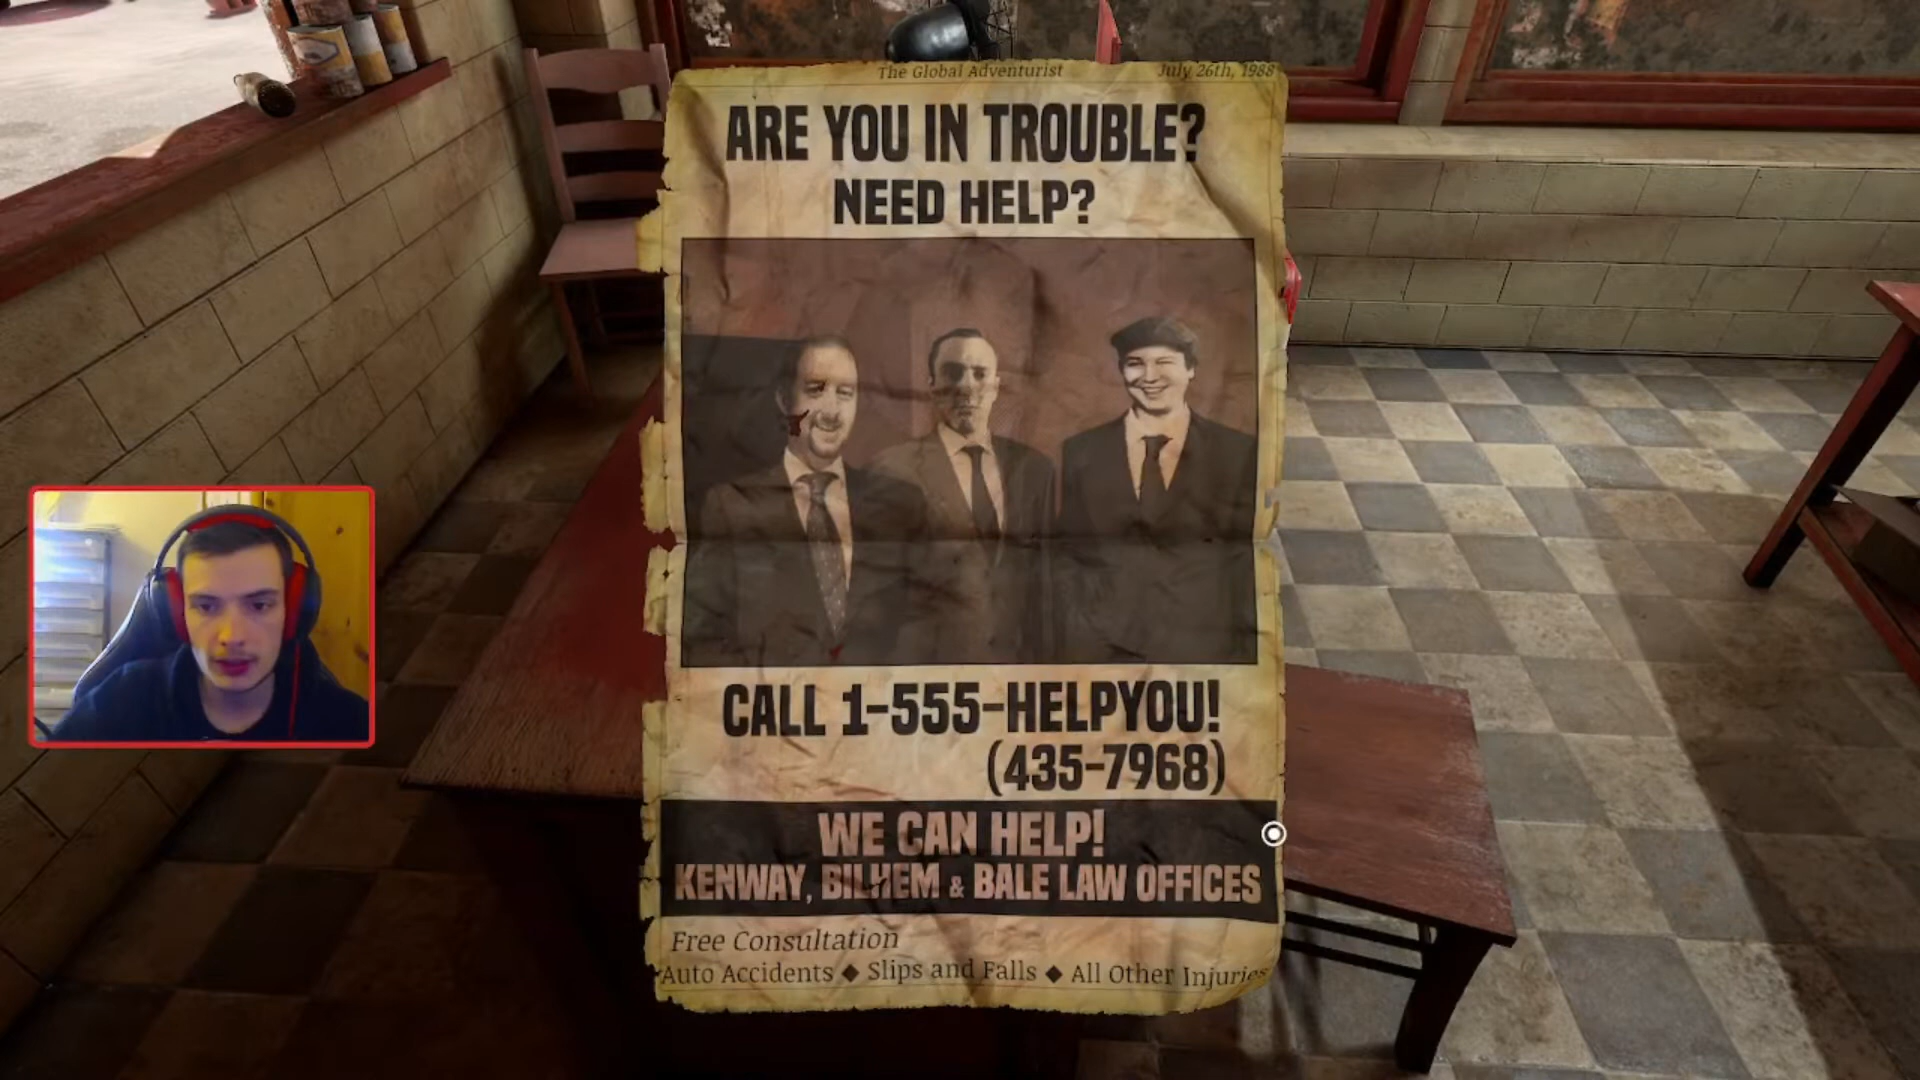 The Global Adventurist July 26th, 1988
ARE YOU IN TROUBLE?
NEED HELP?
CALL 1-555-HELPYOU!
(435-7968)
WE CAN HELP!
KENWAY, BILHEM & BALE LAW OFFICES
Free Consultation
Auto Accidents ◆ Slips and Falls ◆ All Other Injuries